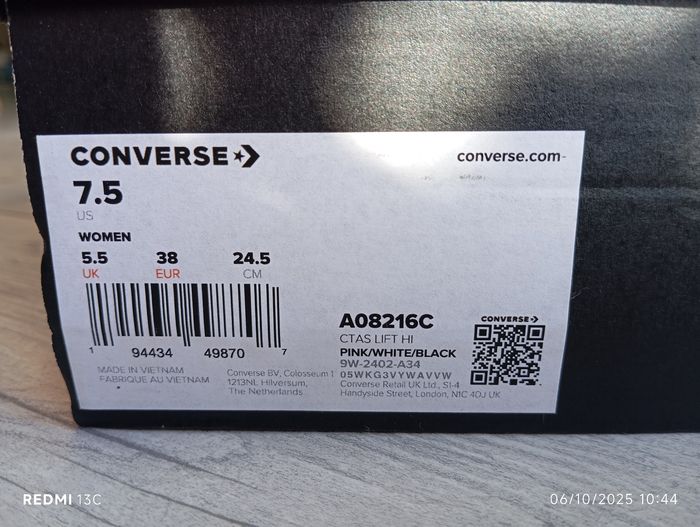 CONVERSE
converse.com
7.5
US
WOMEN
5.5 38 24.5
UK EUR CM
1 94434 49870 7
MADE IN VIETNAM
FABRIQUE AU VIETNAM
Converse BV, Colosseum 1
1213NL Hilversum,
The Netherlands
A08216C
CTAS LIFT HI
PINK/WHITE/BLACK
9W-2402-A34
05WKG3VYWAVVW
Converse Retail UK Ltd., S1-4
Handyside Street, London, N1C 4DJ UK
CONVERSE
REDMI 13C
06/10/2025 10:44